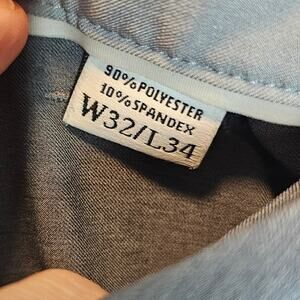 90% POLYESTER
10% SPANDEX
W32/L34